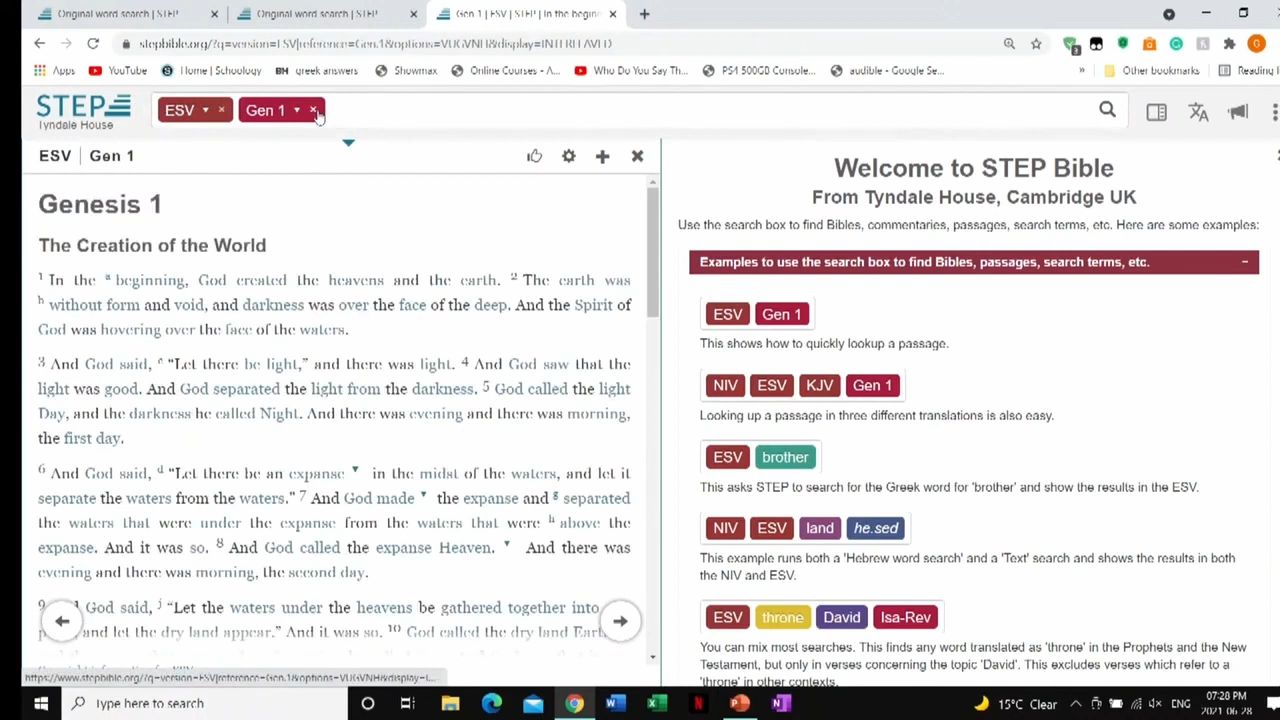 Original word search | STEP
Original word search | STEP
Gen 1 | ESV | STEP | In the beginn
stepbible.org/?q=version=ESV|reference=Gen.1&options=VUGVNH&display=INTERLEAVED
Apps
YouTube
Home | Schoology
BH greek answers
Showmax
Online Courses - A...
Who Do You Say Th...
PS4 500GB Console...
audible - Google Se...
»
Other bookmarks
Reading l
STEP
Tyndale House
ESV
Gen 1
ESV | Gen 1
Genesis 1
The Creation of the World
1 In the a beginning, God created the heavens and the earth. 2 The earth was
b without form and void, and darkness was over the face of the deep. And the Spirit of
God was hovering over the face of the waters.
3 And God said, c “Let there be light,” and there was light. 4 And God saw that the
light was good. And God separated the light from the darkness. 5 God called the light
Day, and the darkness he called Night. And there was evening and there was morning,
the first day.
6 And God said, d “Let there be an expanse in the midst of the waters, and let it
separate the waters from the waters.” 7 And God made the expanse and g separated
the waters that were under the expanse from the waters that were h above the
expanse. And it was so. 8 And God called the expanse Heaven. And there was
evening and there was morning, the second day.
9 God said, j “Let the waters under the heavens be gathered together into
and let the dry land appear.” And it was so. 10 God called the dry land Eart
https://www.stepbible.org/?q=version=ESV|reference=Gen.1&options=VUGVNH&display=I...
Welcome to STEP Bible
From Tyndale House, Cambridge UK
Use the search box to find Bibles, commentaries, passages, search terms, etc. Here are some examples:
Examples to use the search box to find Bibles, passages, search terms, etc. −
ESV Gen 1
This shows how to quickly lookup a passage.
NIV ESV KJV Gen 1
Looking up a passage in three different translations is also easy.
ESV brother
This asks STEP to search for the Greek word for 'brother' and show the results in the ESV.
NIV ESV land he.sed
This example runs both a 'Hebrew word search' and a 'Text' search and shows the results in both
the NIV and ESV.
ESV throne David Isa-Rev
You can mix most searches. This finds any word translated as 'throne' in the Prophets and the New
Testament, but only in verses concerning the topic 'David'. This excludes verses which refer to a
'throne' in other contexts.
Type here to search
15°C Clear
ENG
07:28 PM
2021-06-28